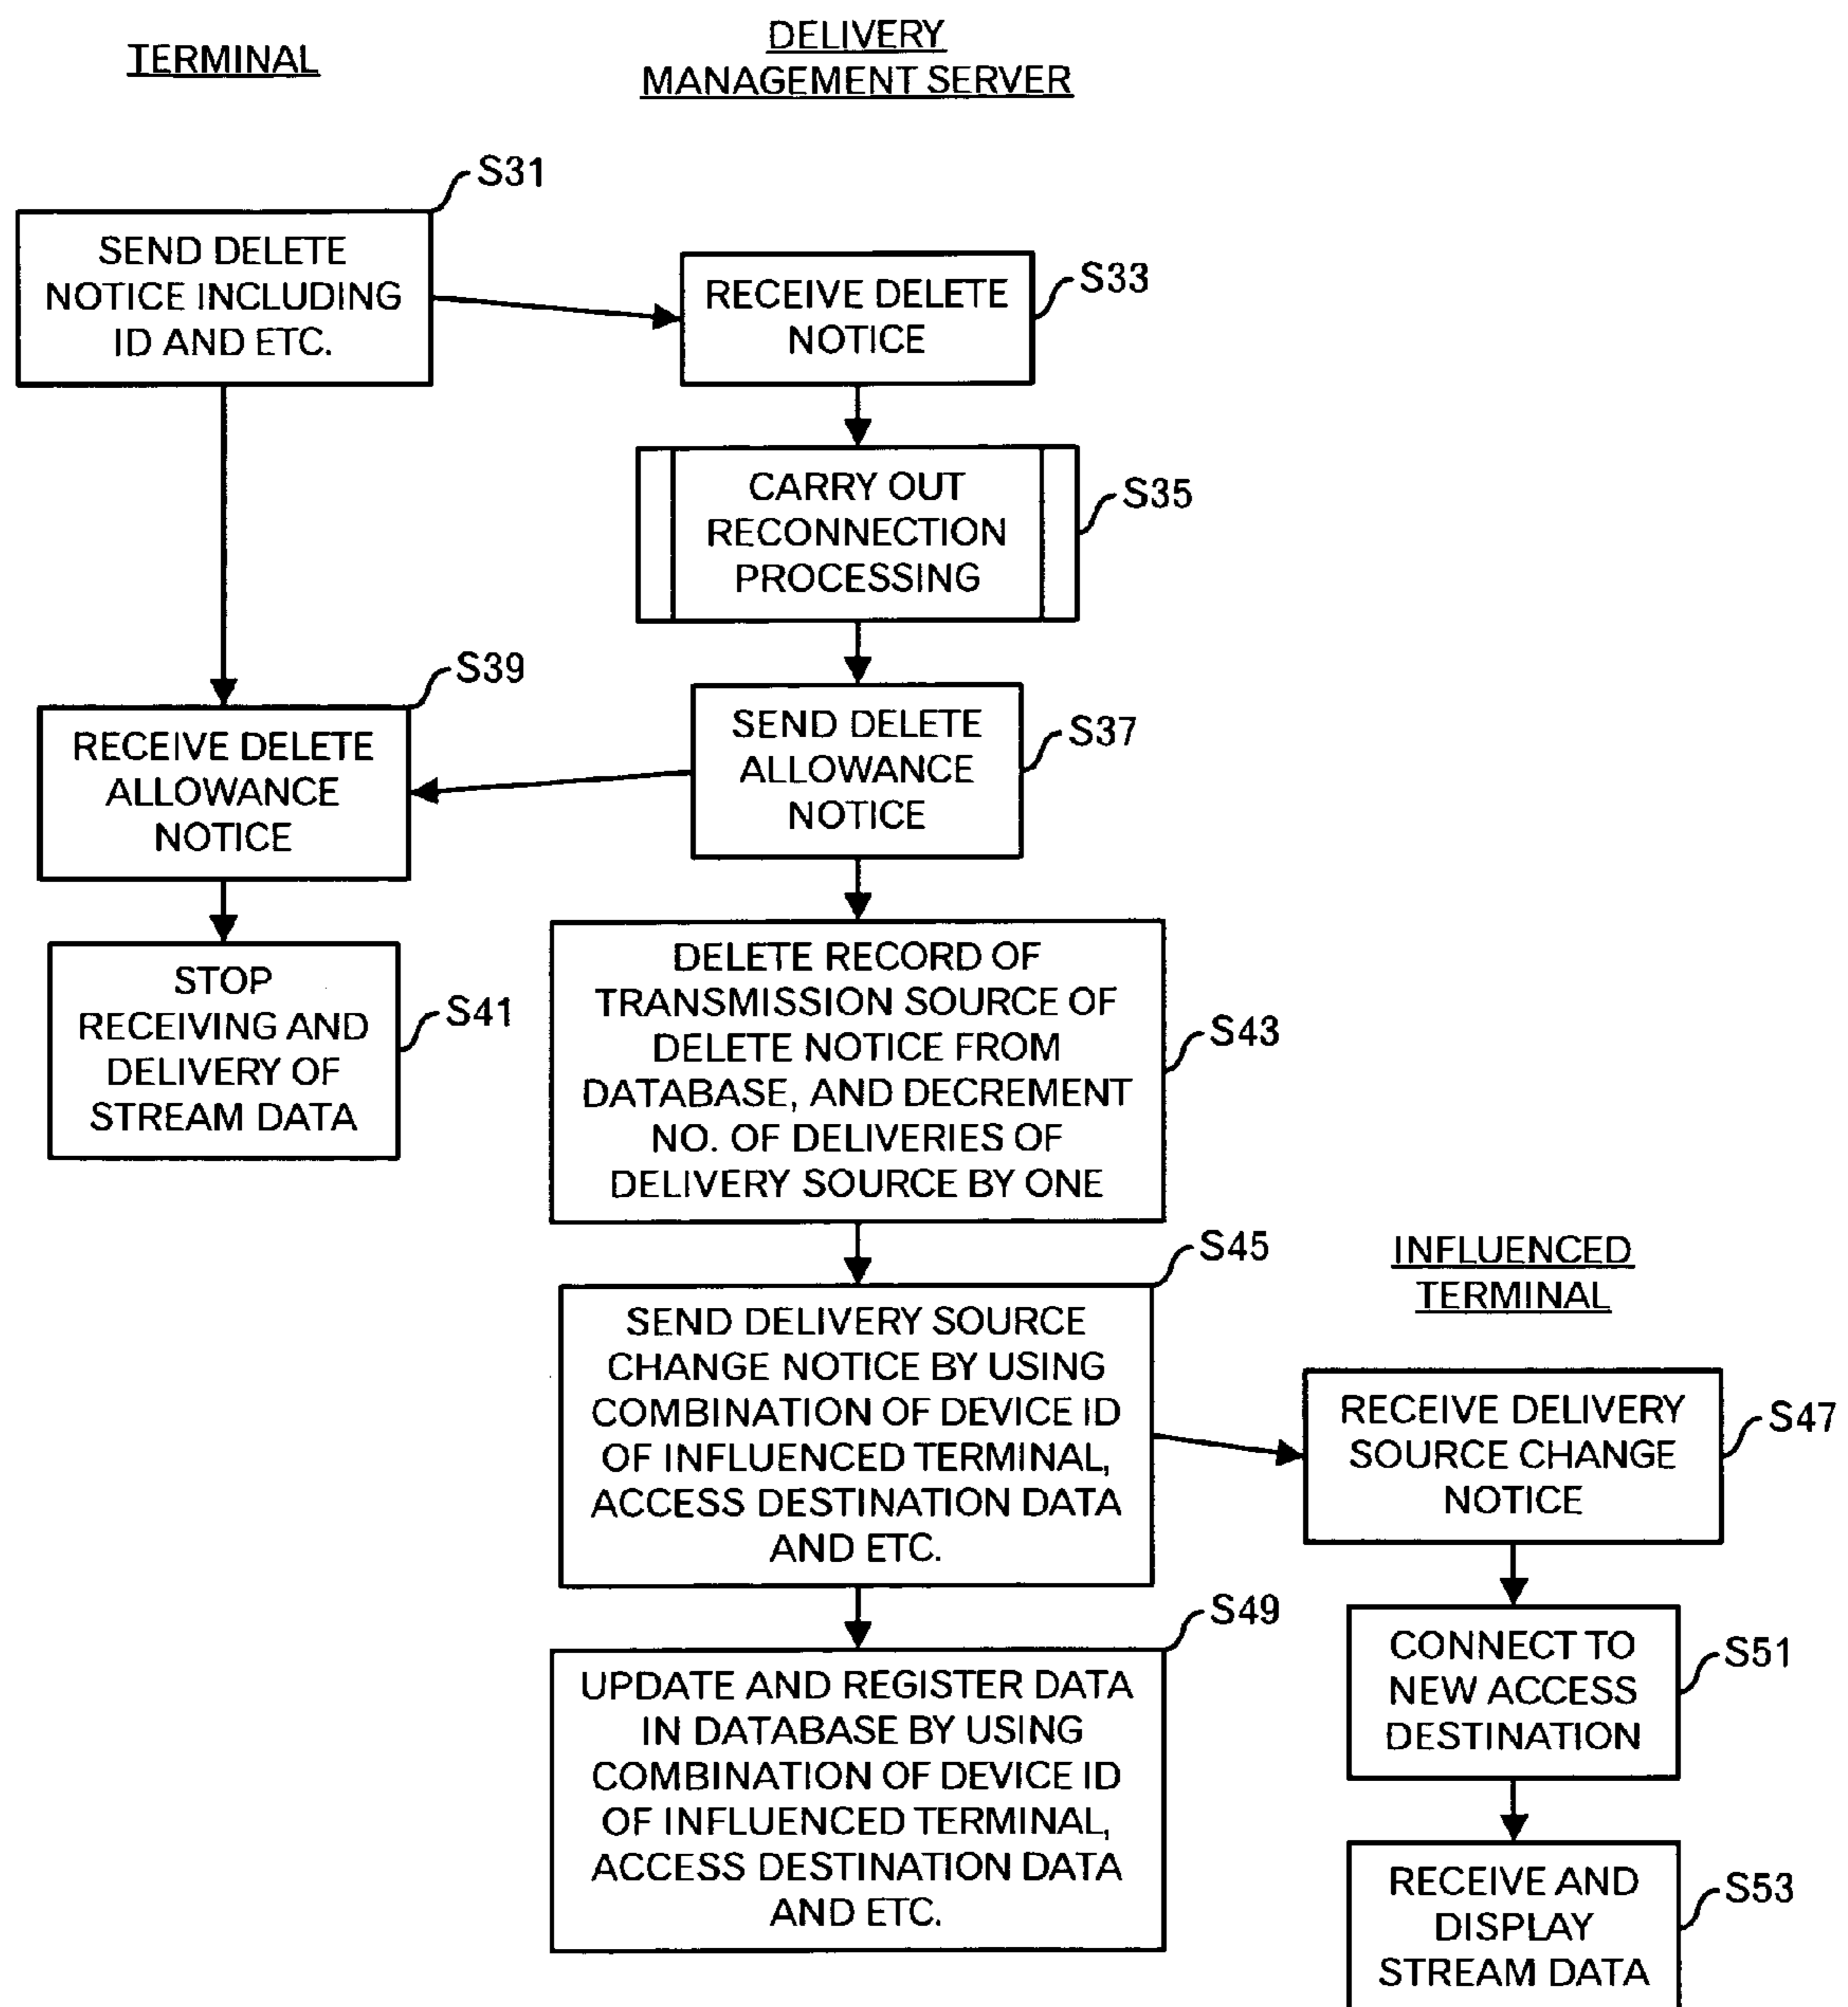 TERMINAL
DELIVERY
MANAGEMENT SERVER
S31
SEND DELETE
NOTICE INCLUDING
ID AND ETC.
S33
RECEIVE DELETE
NOTICE
S35
CARRY OUT
RECONNECTION
PROCESSING
S39
RECEIVE DELETE
ALLOWANCE
NOTICE
S37
SEND DELETE
ALLOWANCE
NOTICE
S41
STOP
RECEIVING AND
DELIVERY OF
STREAM DATA
S43
DELETE RECORD OF
TRANSMISSION SOURCE OF
DELETE NOTICE FROM
DATABASE, AND DECREMENT
NO. OF DELIVERIES OF
DELIVERY SOURCE BY ONE
S45
SEND DELIVERY SOURCE
CHANGE NOTICE BY USING
COMBINATION OF DEVICE ID
OF INFLUENCED TERMINAL,
ACCESS DESTINATION DATA
AND ETC.
INFLUENCED
TERMINAL
S47
RECEIVE DELIVERY
SOURCE CHANGE
NOTICE
S49
UPDATE AND REGISTER DATA
IN DATABASE BY USING
COMBINATION OF DEVICE ID
OF INFLUENCED TERMINAL,
ACCESS DESTINATION DATA
AND ETC.
S51
CONNECT TO
NEW ACCESS
DESTINATION
S53
RECEIVE AND
DISPLAY
STREAM DATA